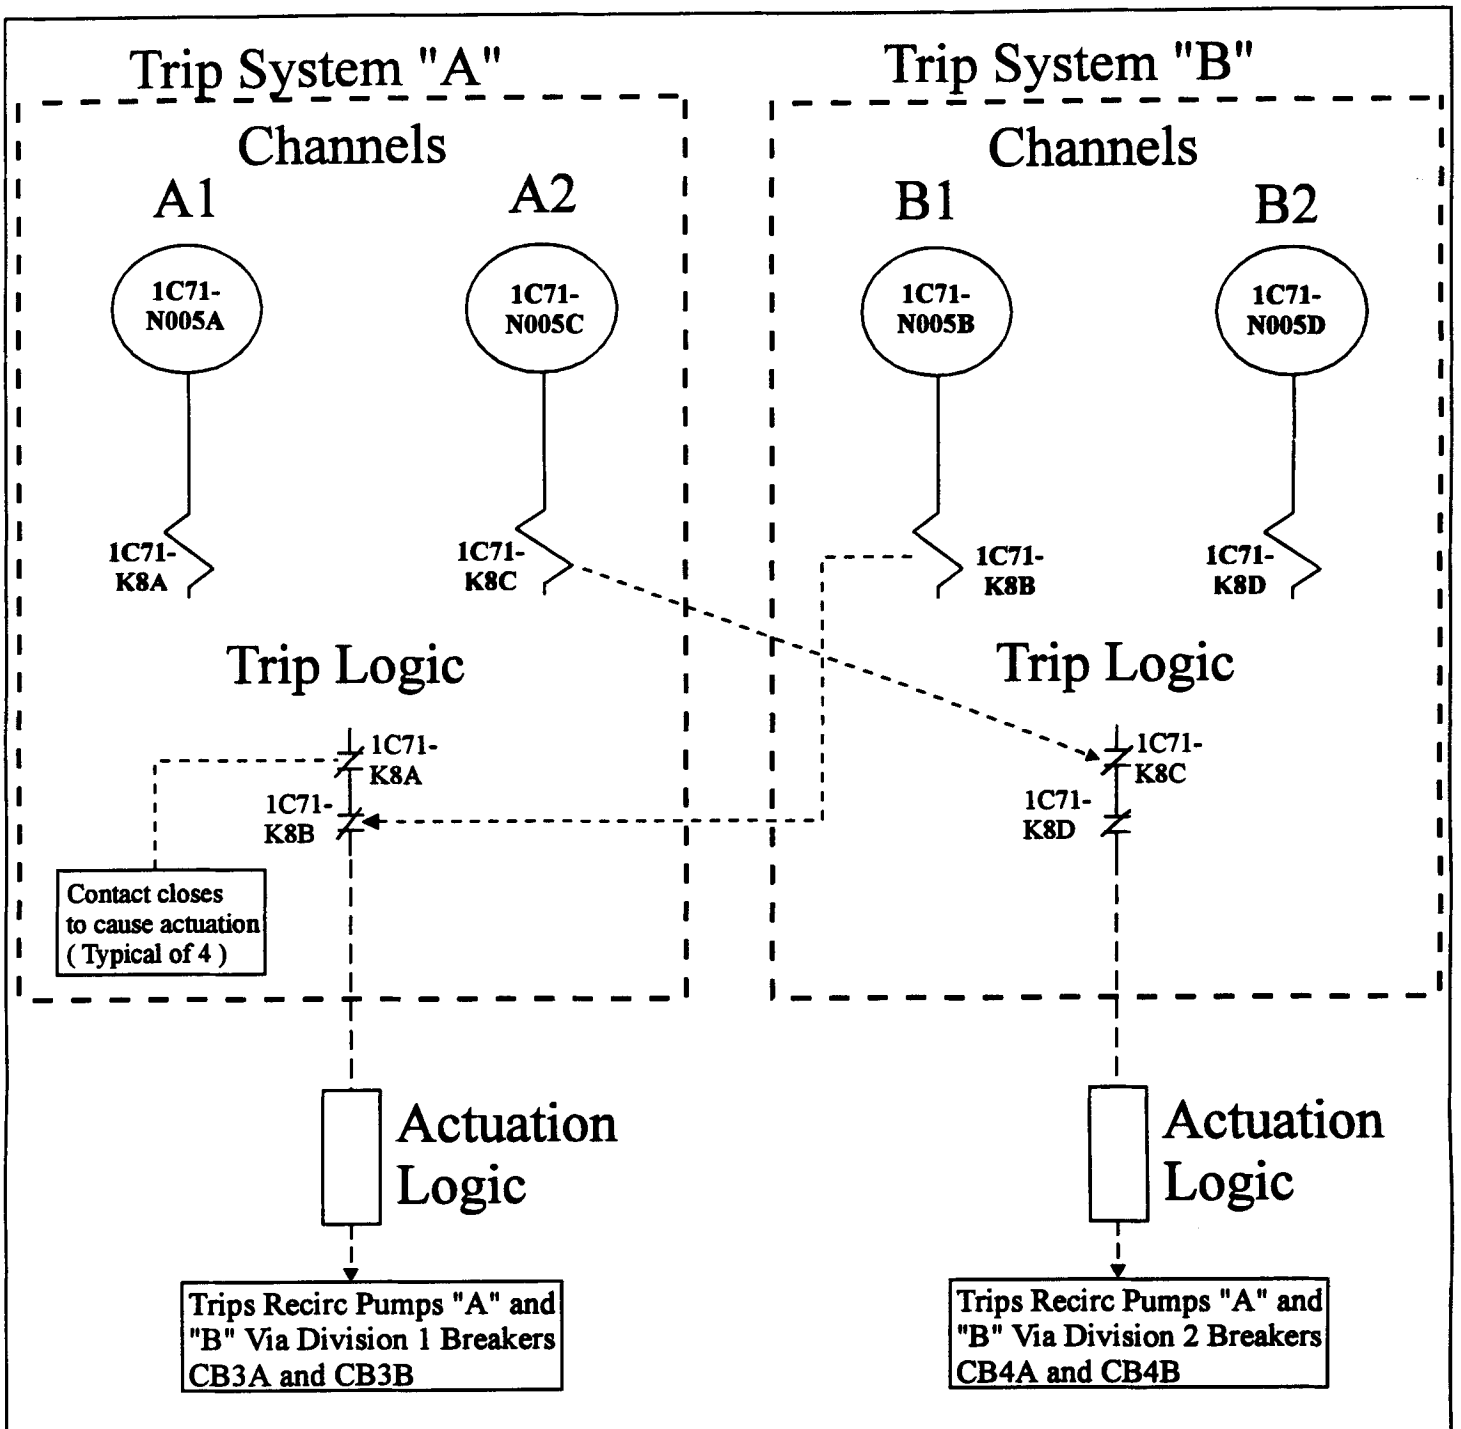 Trip System "A"
Trip System "B"
Channels
Channels
A1
A2
B1
B2
1C71-
N005A
1C71-
N005C
1C71-
N005B
1C71-
N005D
1C71-
K8A
1C71-
K8C
1C71-
K8B
1C71-
K8D
Trip Logic
Trip Logic
1C71-
K8A
1C71-
K8B
1C71-
K8C
1C71-
K8D
Contact closes
to cause actuation
( Typical of 4 )
Actuation
Logic
Actuation
Logic
Trips Recirc Pumps "A" and
"B" Via Division 1 Breakers
CB3A and CB3B
Trips Recirc Pumps "A" and
"B" Via Division 2 Breakers
CB4A and CB4B